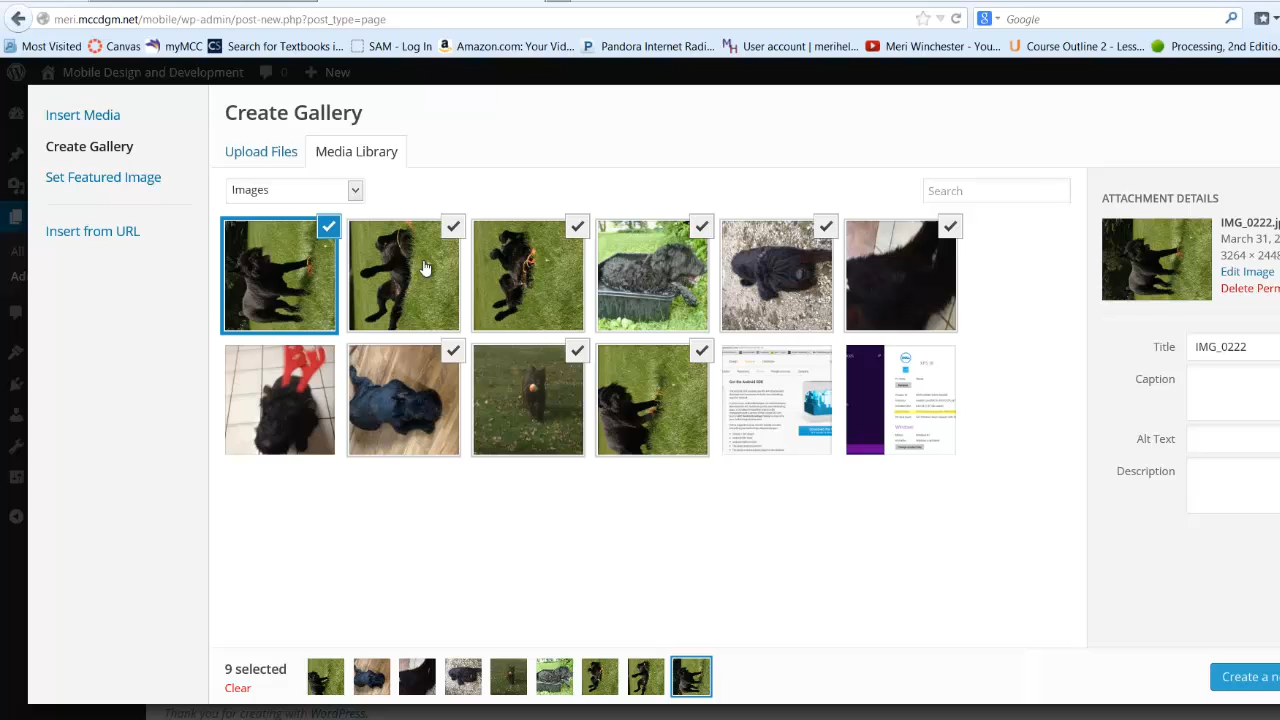 meri.mccdgm.net/mobile/wp-admin/post-new.php?post_type=page
Google
Most Visited Canvas myMCC Search for Textbooks i... SAM - Log In Amazon.com: Your Vid... Pandora Internet Radi... User account | merihel... Meri Winchester - You... Course Outline 2 - Less... Processing, 2nd Editio...
Mobile Design and Development 0 + New
Insert Media
Create Gallery
Set Featured Image
Insert from URL
Create Gallery
Upload Files Media Library
Images
Search
ATTACHMENT DETAILS
IMG_0222.jp
March 31, 2
3264 × 2448
Edit Image
Delete Perm
Title IMG_0222
Caption
Alt Text
Description
All
Ad
9 selected
Clear
Create a ne
Thank you for creating with WordPress.